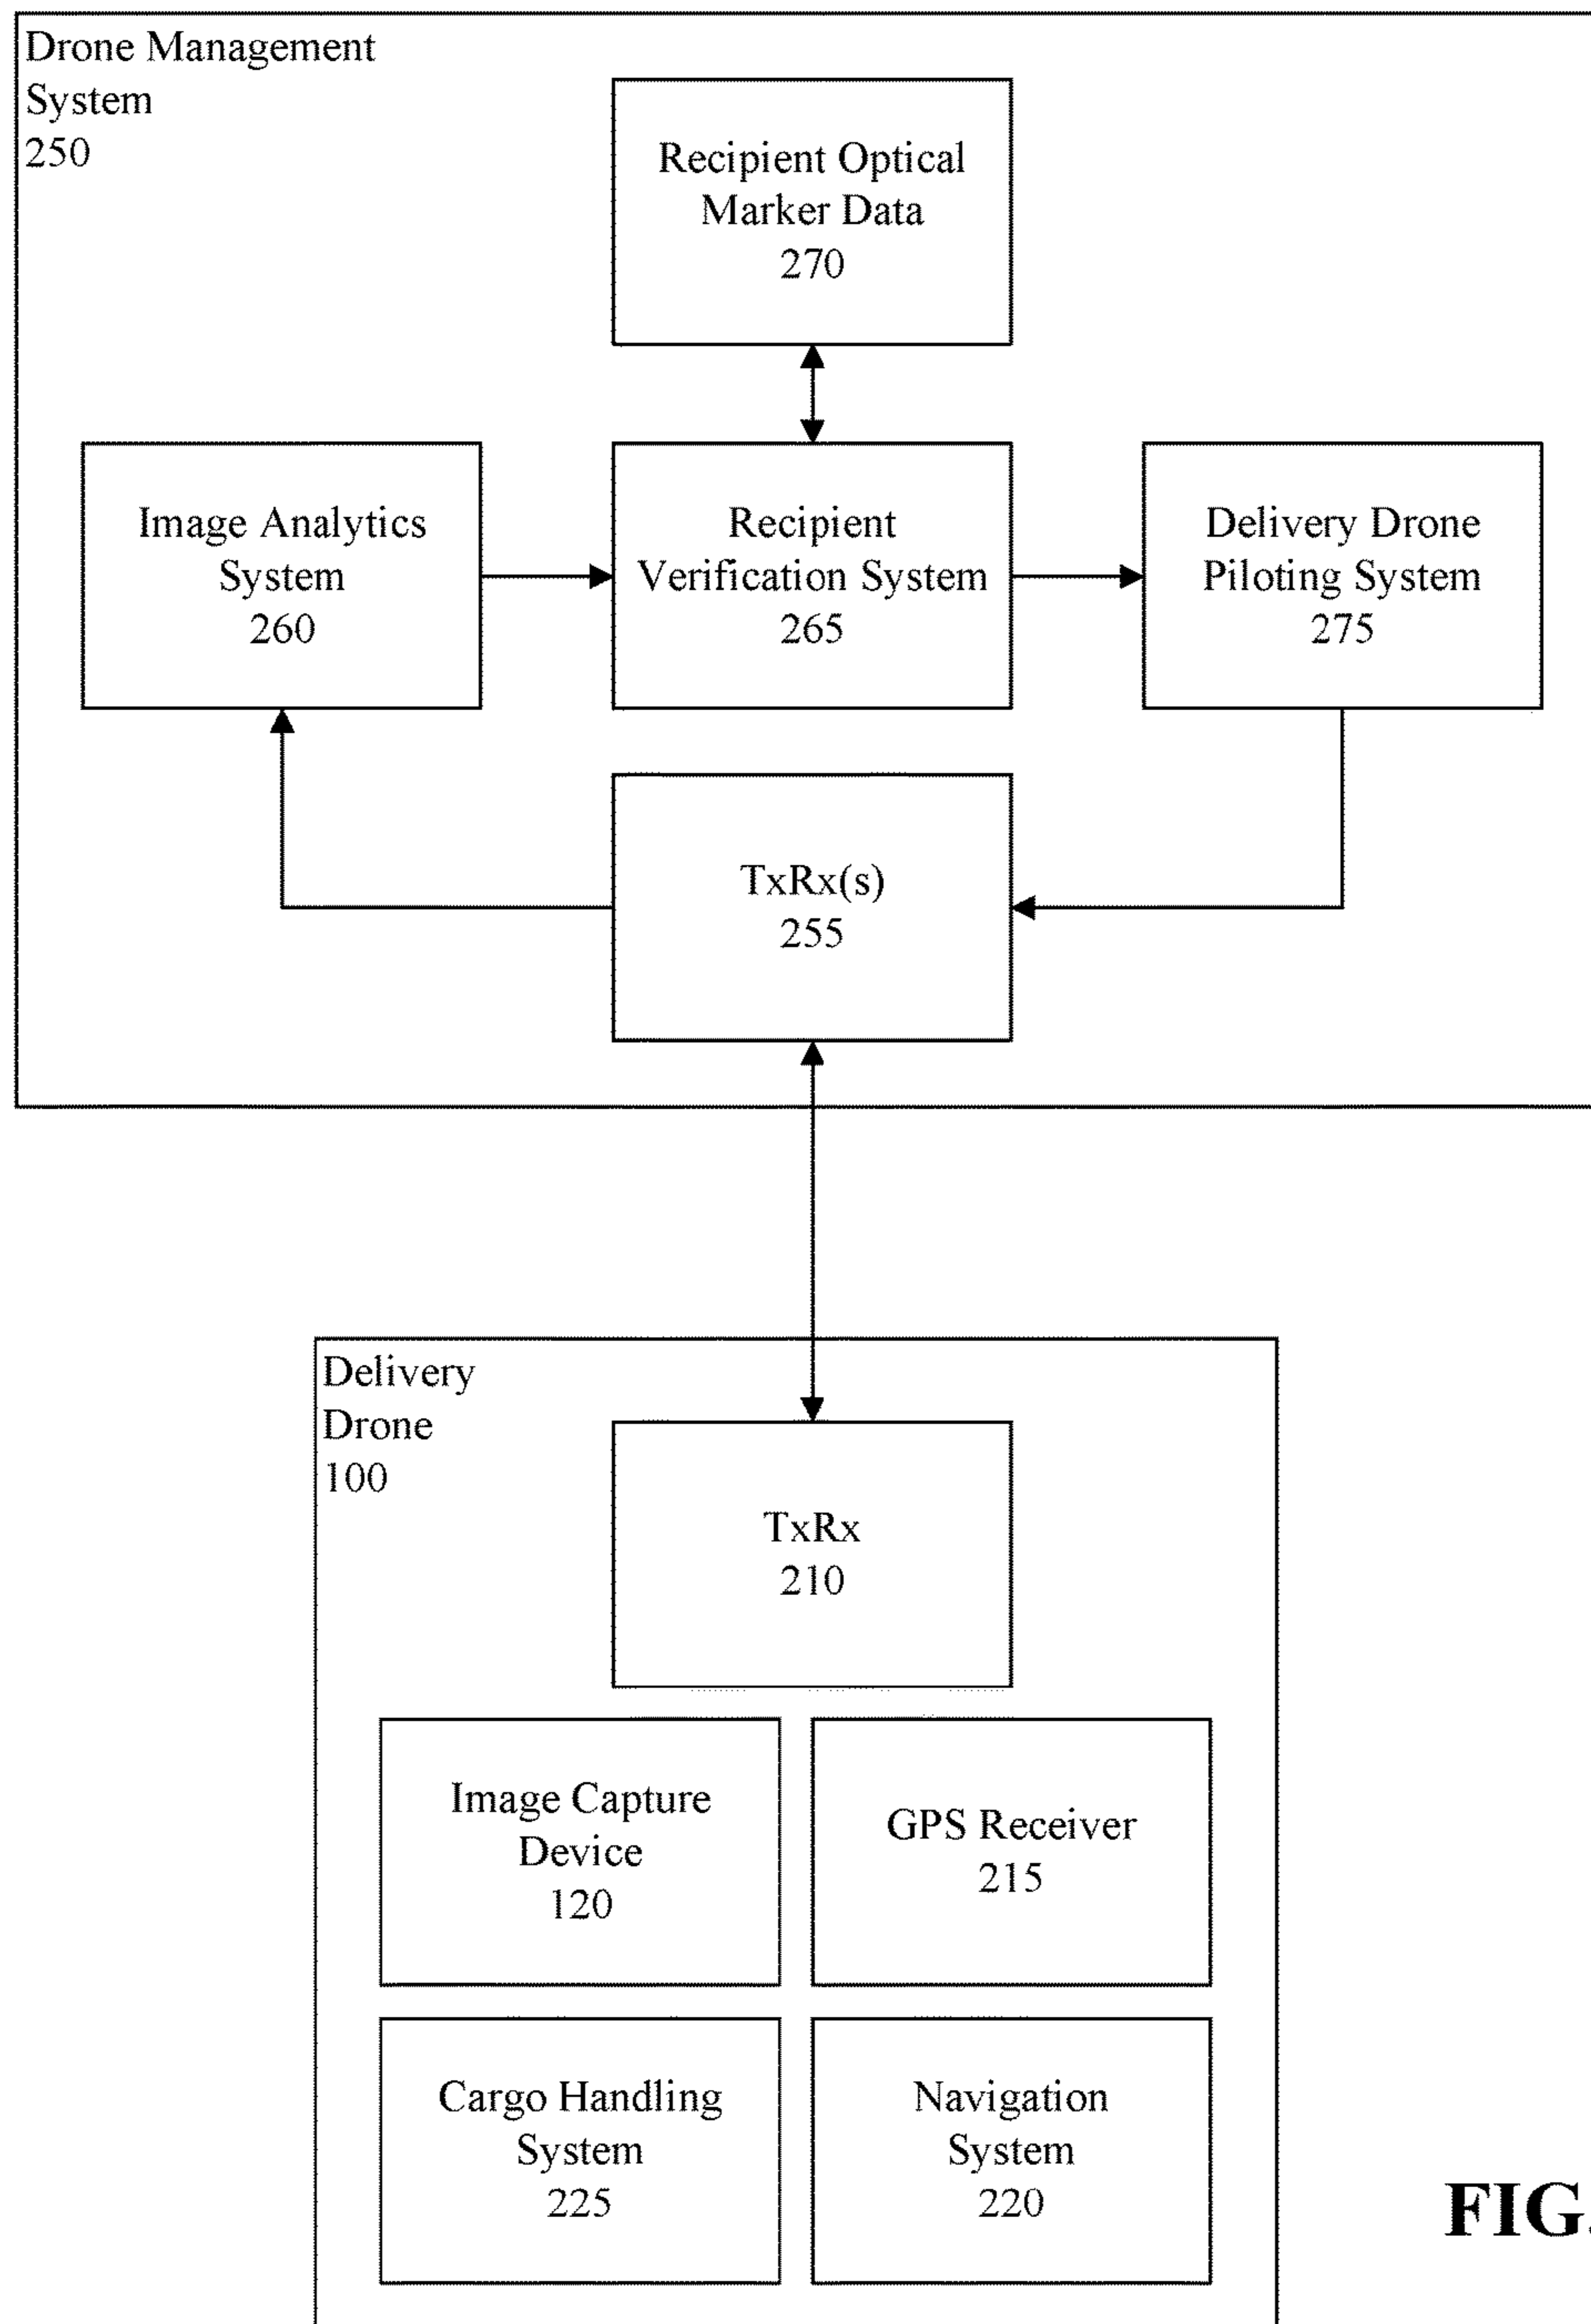 Drone Management
System
250
Recipient Optical
Marker Data
270
Image Analytics
System
260
Recipient
Verification System
265
Delivery Drone
Piloting System
275
TxRx(s)
255
Delivery
Drone
100
TxRx
210
Image Capture
Device
120
GPS Receiver
215
Cargo Handling
System
225
Navigation
System
220
FIG.